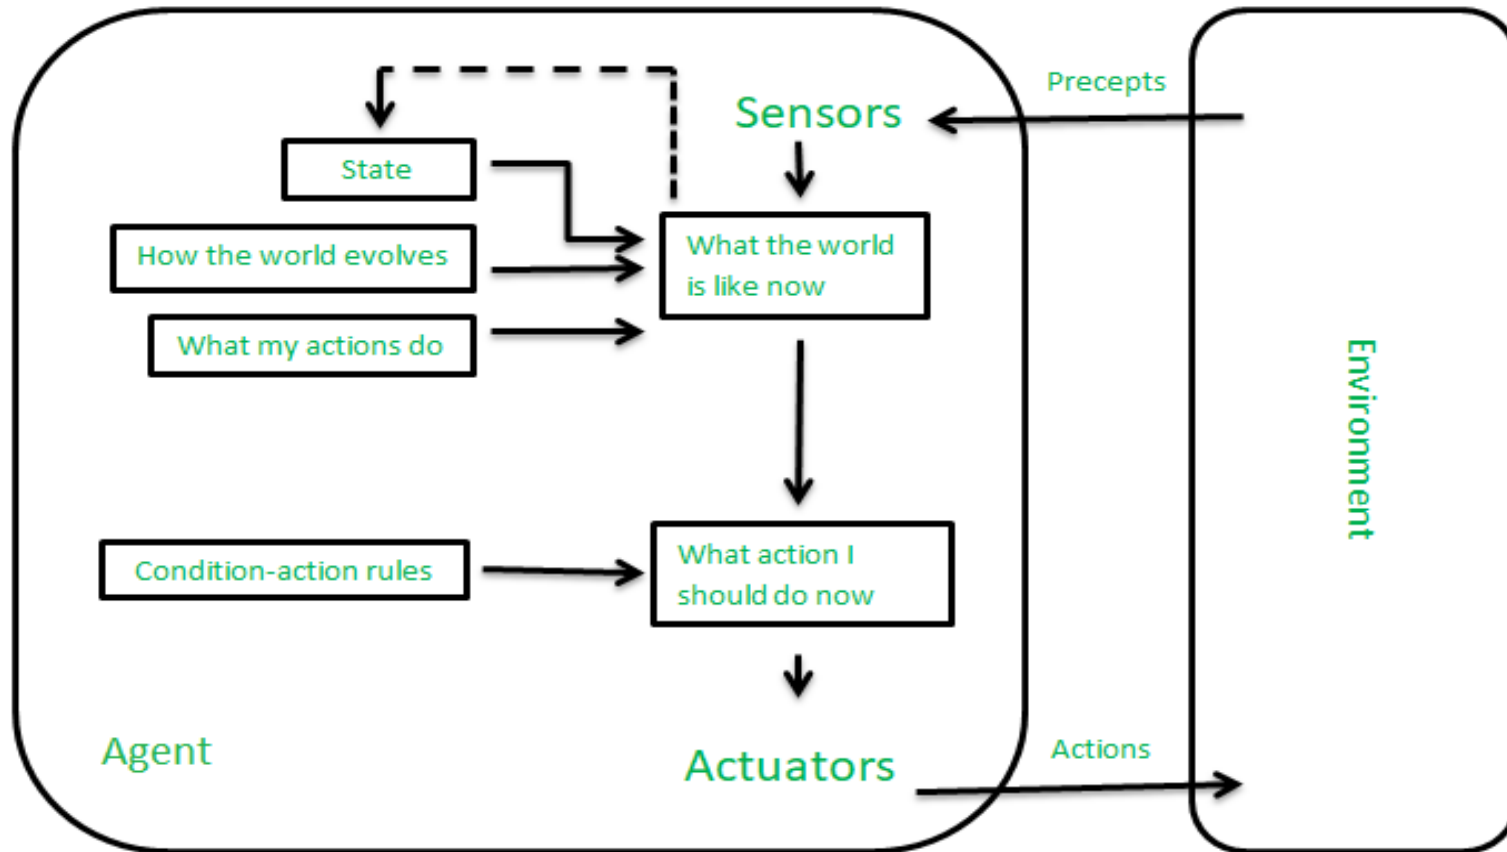 Precepts
Sensors
State
How the world evolves
What the world
is like now
What my actions do
Environment
Condition-action rules
What action I
should do now
Agent
Actuators
Actions